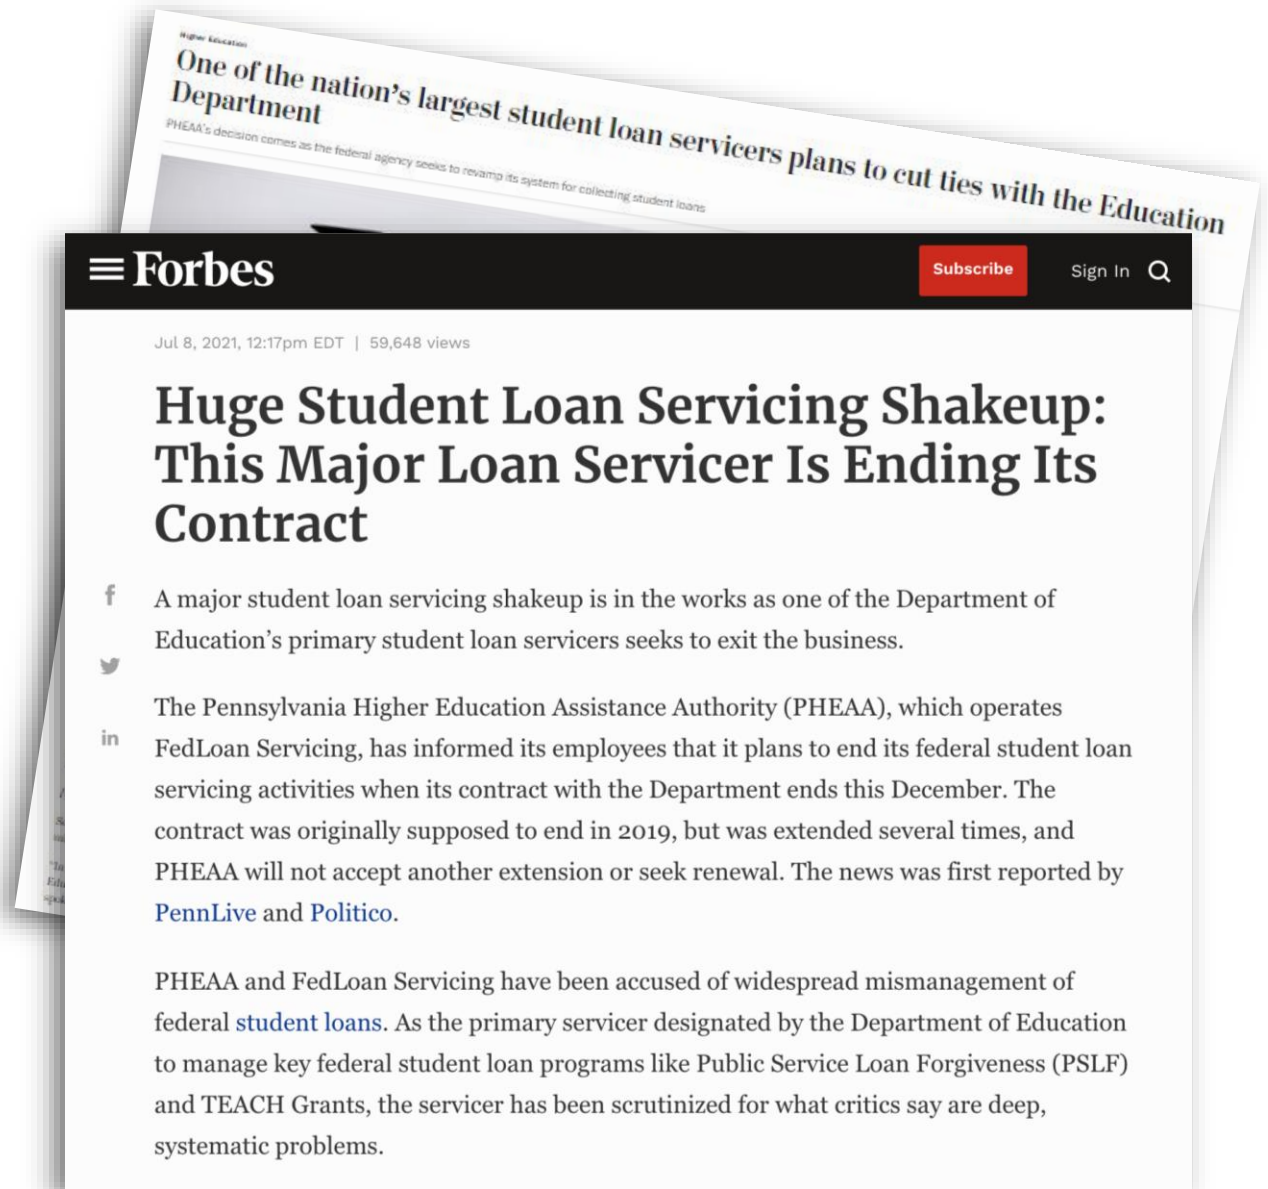 Higher Education
One of the nation's largest student loan servicers plans to cut ties with the Education
Department
PHEAA's decision comes as the federal agency seeks to revamp its system for collecting student loans
Forbes
Subscribe
Sign In
Jul 8, 2021, 12:17pm EDT | 59,648 views
Huge Student Loan Servicing Shakeup:
This Major Loan Servicer Is Ending Its
Contract
f
in
A major student loan servicing shakeup is in the works as one of the Department of
Education's primary student loan servicers seeks to exit the business.
The Pennsylvania Higher Education Assistance Authority (PHEAA), which operates
FedLoan Servicing, has informed its employees that it plans to end its federal student loan
servicing activities when its contract with the Department ends this December. The
contract was originally supposed to end in 2019, but was extended several times, and
PHEAA will not accept another extension or seek renewal. The news was first reported by
PennLive and Politico.
PHEAA and FedLoan Servicing have been accused of widespread mismanagement of
federal student loans. As the primary servicer designated by the Department of Education
to manage key federal student loan programs like Public Service Loan Forgiveness (PSLF)
and TEACH Grants, the servicer has been scrutinized for what critics say are deep,
systematic problems.